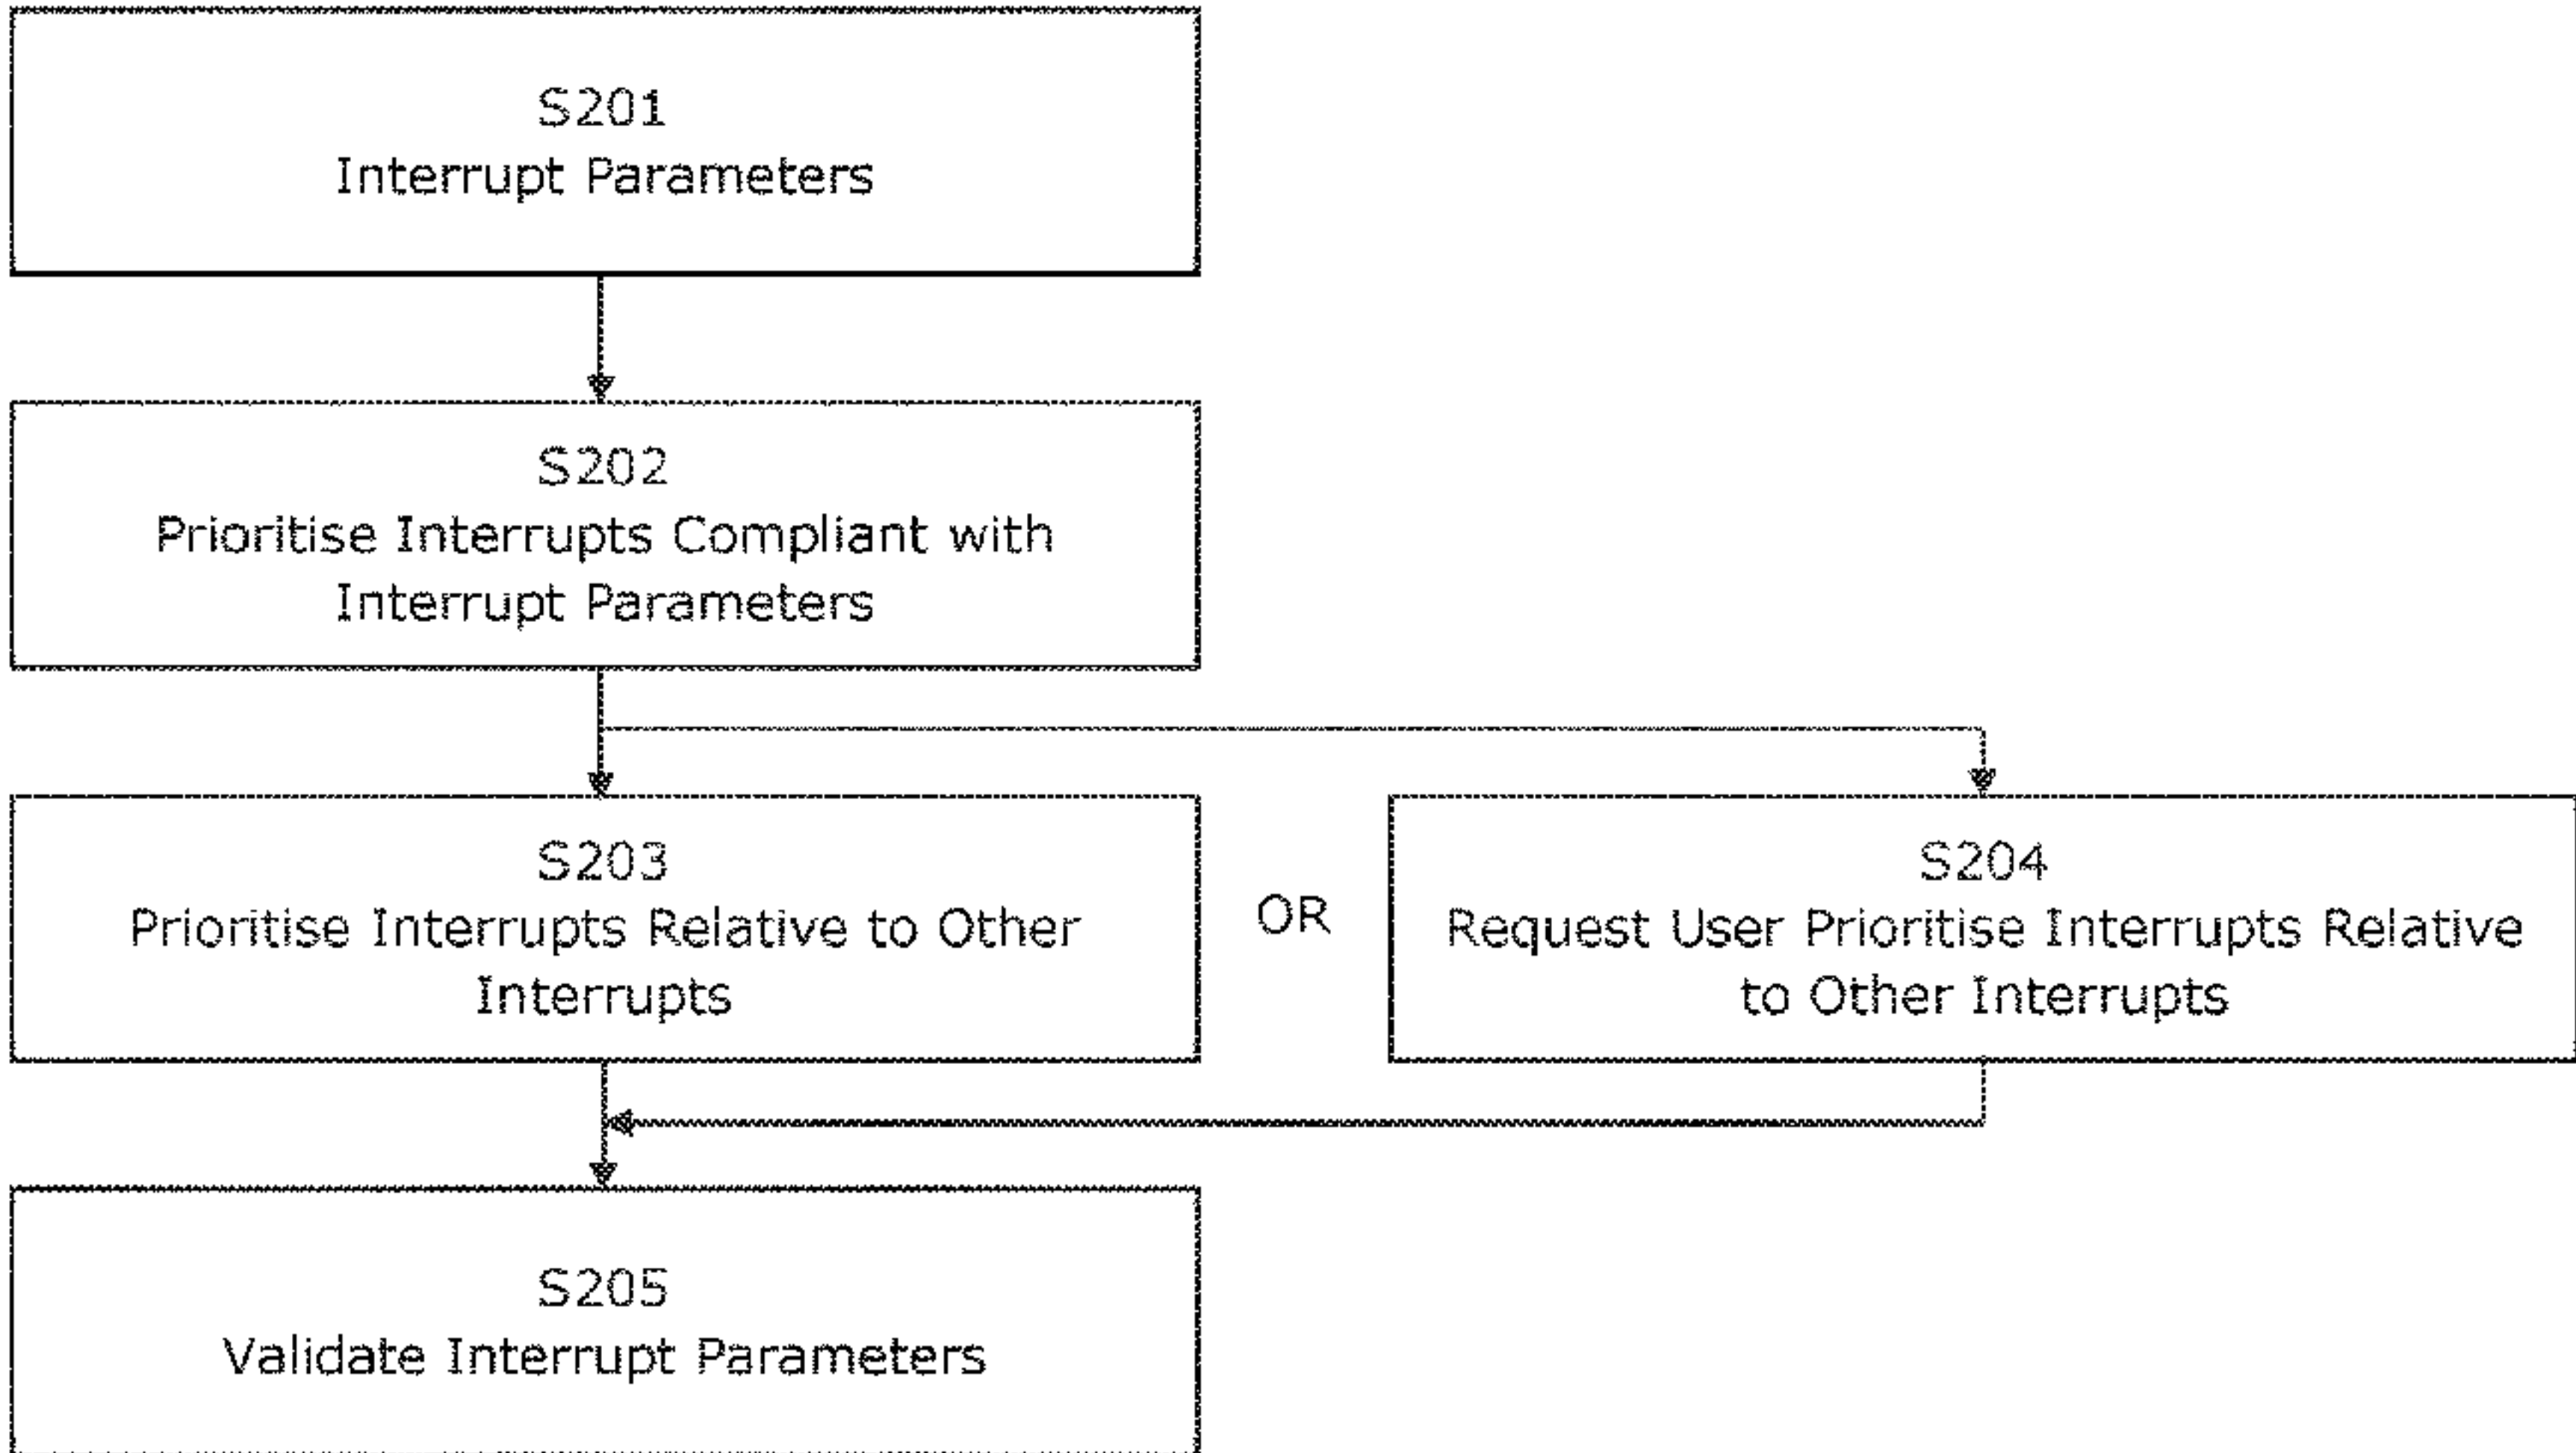 S201
Interrupt Parameters
S202
Prioritise Interrupts Compliant with
Interrupt Parameters
S203
Prioritise Interrupts Relative to Other
Interrupts
OR
S204
Request User Prioritise Interrupts Relative
to Other Interrupts
S205
Validate Interrupt Parameters